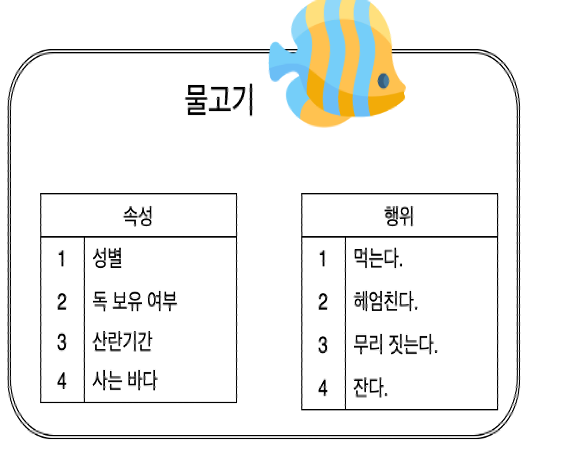 물고기
속성
1 성별
2 독 보유 여부
3 산란기간
4 사는 바다
행위
1 먹는다.
2 헤엄친다.
3 무리 짓는다.
4 잔다.